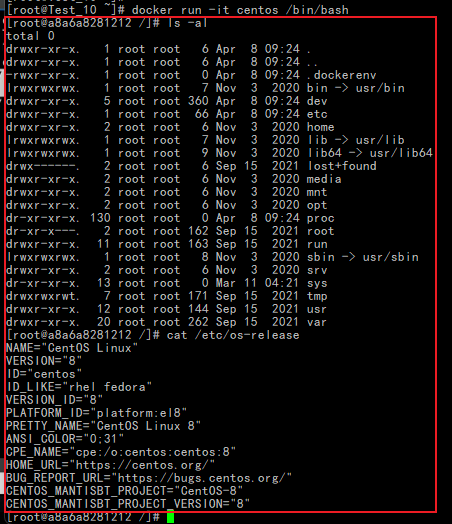 [root@Test_10 ~]# docker run -it centos /bin/bash
[root@a8a6a8281212 /]# ls -al
total 0
drwxr-xr-x.   1 root root   6 Apr  8 09:24 .
drwxr-xr-x.   1 root root   6 Apr  8 09:24 ..
-rwxr-xr-x.   1 root root   0 Apr  8 09:24 .dockerenv
lrwxrwxrwx.   1 root root   7 Nov  3  2020 bin -> usr/bin
drwxr-xr-x.   5 root root 360 Apr  8 09:24 dev
drwxr-xr-x.   1 root root  66 Apr  8 09:24 etc
drwxr-xr-x.   2 root root   6 Nov  3  2020 home
lrwxrwxrwx.   1 root root   7 Nov  3  2020 lib -> usr/lib
lrwxrwxrwx.   1 root root   9 Nov  3  2020 lib64 -> usr/lib64
drwx------.   2 root root   6 Sep 15  2021 lost+found
drwxr-xr-x.   2 root root   6 Nov  3  2020 media
drwxr-xr-x.   2 root root   6 Nov  3  2020 mnt
drwxr-xr-x.   2 root root   6 Nov  3  2020 opt
dr-xr-xr-x. 130 root root   0 Apr  8 09:24 proc
dr-xr-x---.   2 root root 162 Sep 15  2021 root
drwxr-xr-x.  11 root root 163 Sep 15  2021 run
lrwxrwxrwx.   1 root root   8 Nov  3  2020 sbin -> usr/sbin
drwxr-xr-x.   2 root root   6 Nov  3  2020 srv
dr-xr-xr-x.  13 root root   0 Mar 11 04:21 sys
drwxrwxrwt.   7 root root 171 Sep 15  2021 tmp
drwxr-xr-x.  12 root root 144 Sep 15  2021 usr
drwxr-xr-x.  20 root root 262 Sep 15  2021 var
[root@a8a6a8281212 /]# cat /etc/os-release
NAME="CentOS Linux"
VERSION="8"
ID="centos"
ID_LIKE="rhel fedora"
VERSION_ID="8"
PLATFORM_ID="platform:el8"
PRETTY_NAME="CentOS Linux 8"
ANSI_COLOR="0;31"
CPE_NAME="cpe:/o:centos:centos:8"
HOME_URL="https://centos.org/"
BUG_REPORT_URL="https://bugs.centos.org/"
CENTOS_MANTISBT_PROJECT="CentOS-8"
CENTOS_MANTISBT_PROJECT_VERSION="8"
[root@a8a6a8281212 /]#